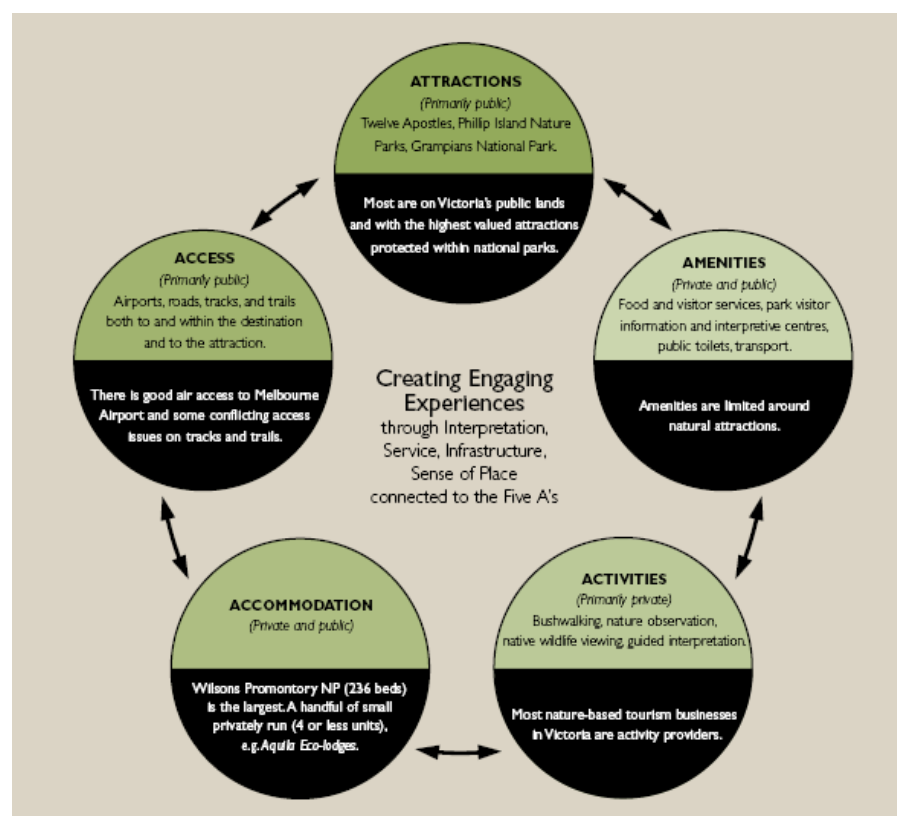 ATTRACTIONS
(Primarily public)
Twelve Apostles, Phillip Island Nature
Parks, Grampians National Park.
Most are on Victoria's public lands
and with the highest valued attractions
protected within national parks.
ACCESS
(Primarily public)
Airports, roads, tracks, and trails
both to and within the destination
and to the attraction.
There is good air access to Melbourne
Airport and some conflicting access
issues on tracks and trails.
AMENITIES
(Private and public)
Food and visitor services, park visitor
information and interpretive centres,
public toilets, transport.
Amenities are limited around
natural attractions.
Creating Engaging
Experiences
through Interpretation,
Service, Infrastructure,
Sense of Place
connected to the Five A's
ACCOMMODATION
(Private and public)
Wilsons Promontory NP (236 beds)
is the largest. A handful of small
privately run (4 or less units),
e.g. Aquila Eco-lodges.
ACTIVITIES
(Primarily private)
Bushwalking, nature observation,
native wildlife viewing, guided interpretation.
Most nature-based tourism businesses
in Victoria are activity providers.